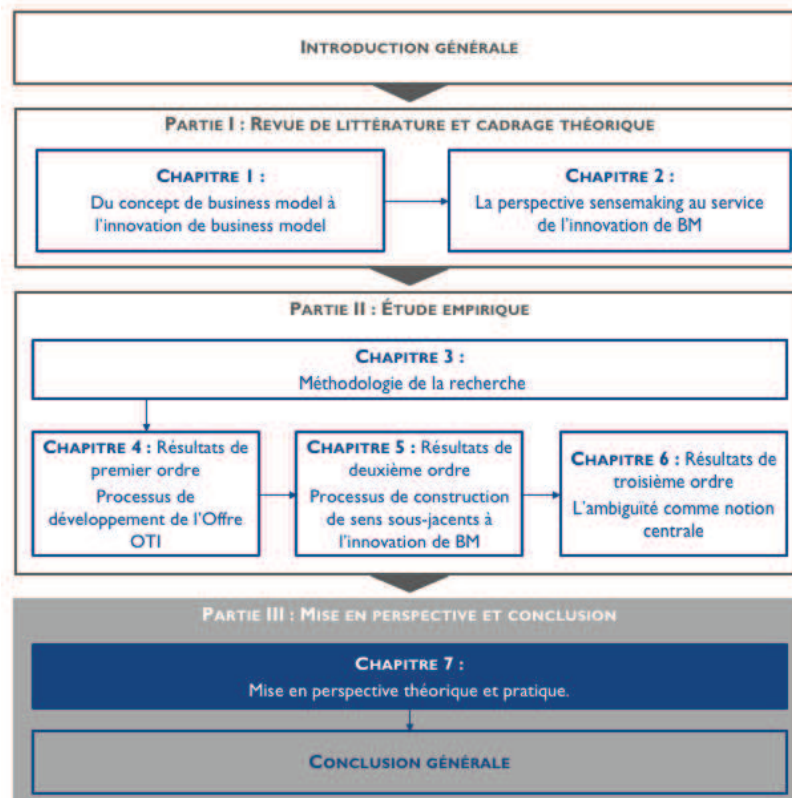 INTRODUCTION GÉNÉRALE
PARTIE I : REVUE DE LITTÉRATURE ET CADRAGE THÉORIQUE
CHAPITRE 1 :
Du concept de business model à
l'innovation de business model
CHAPITRE 2 :
La perspective sensemaking au service
de l'innovation de BM
PARTIE II : ÉTUDE EMPIRIQUE
CHAPITRE 3 :
Méthodologie de la recherche
CHAPITRE 4 : Résultats de
premier ordre
Processus de
développement de l'Offre
OTI
CHAPITRE 5 : Résultats de
deuxième ordre
Processus de construction
de sens sous-jacents à
l'innovation de BM
CHAPITRE 6 : Résultats de
troisième ordre
L'ambiguïté comme notion
centrale
PARTIE III : MISE EN PERSPECTIVE ET CONCLUSION
CHAPITRE 7 :
Mise en perspective théorique et pratique.
CONCLUSION GÉNÉRALE